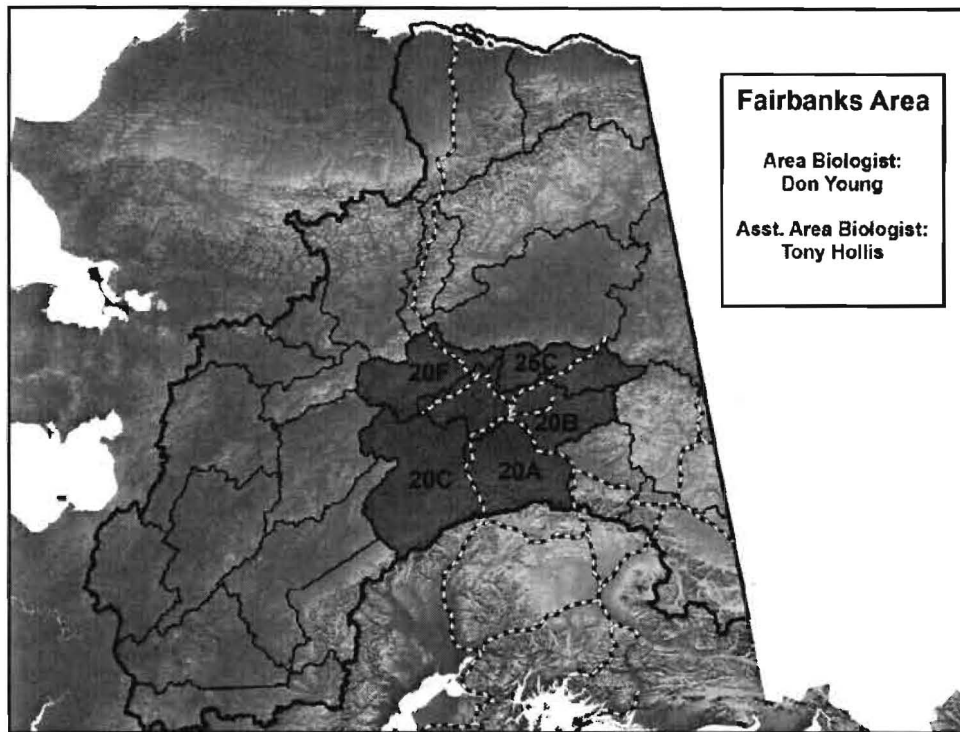 Fairbanks Area
Area Biologist:
Don Young
Asst. Area Biologist:
Tony Hollis
20F
25C
20B
20C
20A